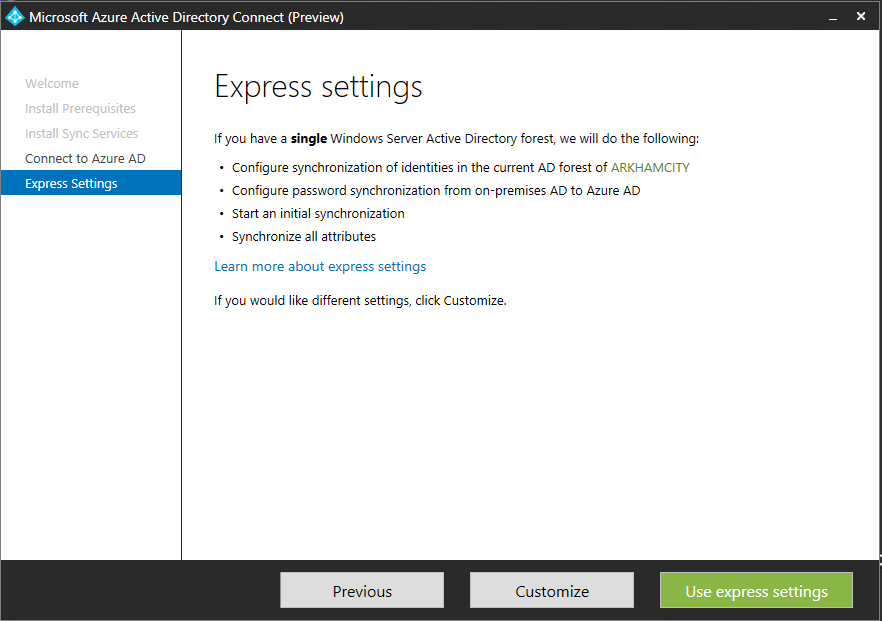 Microsoft Azure Active Directory Connect (Preview)
Welcome
Install Prerequisites
Install Sync Services
Connect to Azure AD
Express Settings
Express settings
If you have a single Windows Server Active Directory forest, we will do the following:
• Configure synchronization of identities in the current AD forest of ARKHAMCITY
• Configure password synchronization from on-premises AD to Azure AD
• Start an initial synchronization
• Synchronize all attributes
Learn more about express settings
If you would like different settings, click Customize.
Previous
Customize
Use express settings